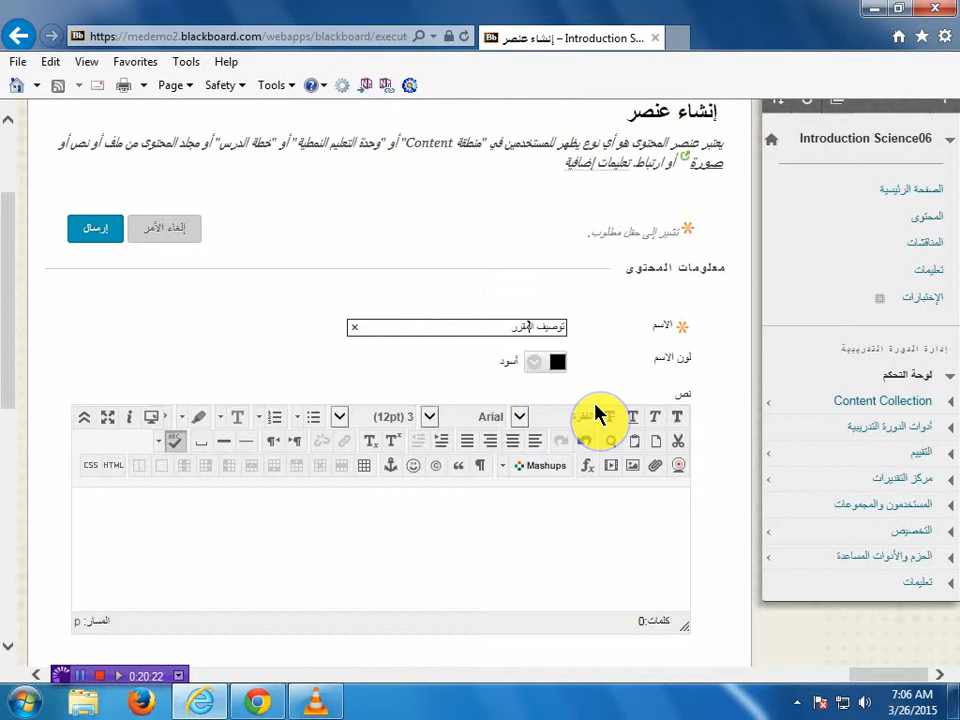 https://medemo2.blackboard.com/webapps/blackboard/execut
إنشاء عنصر – Introduction S...
File Edit View Favorites Tools Help
Page Safety Tools
إنشاء عنصر
يعتبر عنصر المحتوى هو أي نوع يظهر للمستخدمين في "منطقة Content" أو "وحدة التعليم النمطية" أو "خطة الدرس" أو مجلد المحتوى من ملف أو نص أو
صورة أو ارتباط. تعليمات إضافية
تشير إلى حقل مطلوب.
إلغاء الأمر
إرسال
معلومات المحتوى
الاسم
توصيف المقرر
لون الاسم
أسود
نص
T T T T الفقرة Arial 3 (12pt)
ABC
Mashups HTML CSS
المسار: p
كلمات:0
Introduction Science06
الصفحة الرئيسية
المحتوى
المناقشات
تعليمات
الإختبارات
إدارة الدورة التدريبية
لوحة التحكم
Content Collection
أدوات الدورة التدريبية
التقييم
مركز التقديرات
المستخدمون والمجموعات
التخصيص
الحزم والأدوات المساعدة
تعليمات
0:20:22
7:06 AM
3/26/2015